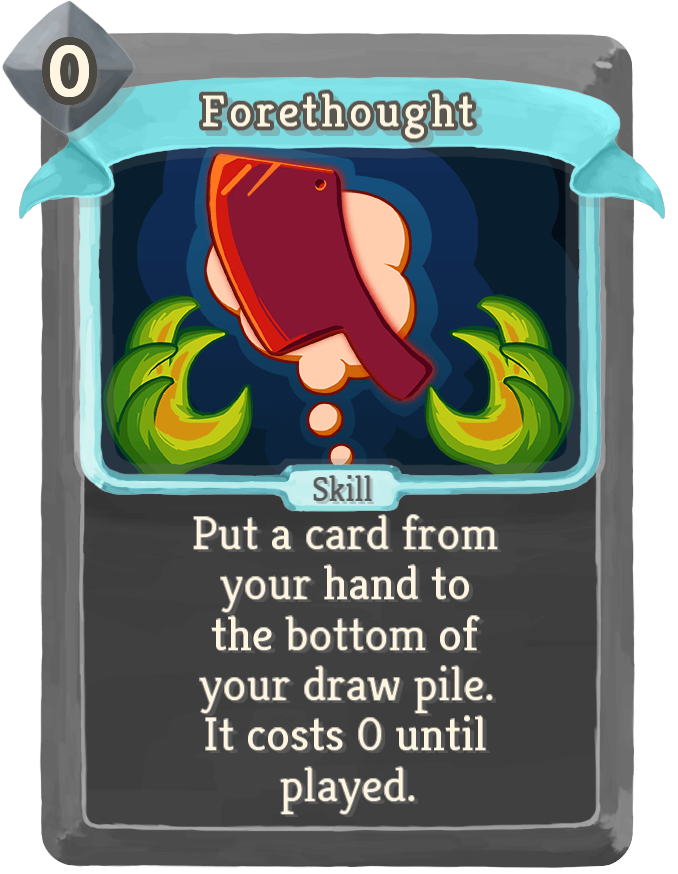 0
Forethought
Skill
Put a card from
your hand to
the bottom of
your draw pile.
It costs 0 until
played.